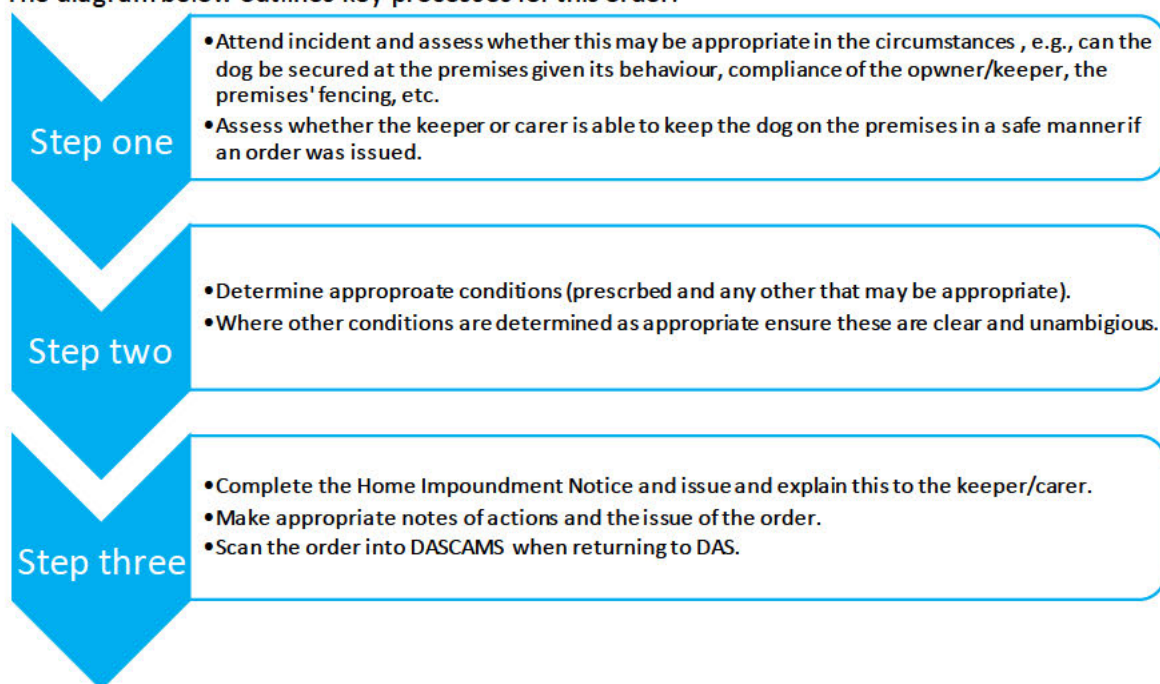 The diagram below outlines key processes for this order:
Step one
•Attend incident and assess whether this may be appropriate in the circumstances , e.g., can the
dog be secured at the premises given its behaviour, compliance of the opwner/keeper, the
premises' fencing, etc.
•Assess whether the keeper or carer is able to keep the dog on the premises in a safe manner if
an order was issued.
Step two
•Determine approproate conditions (prescrbed and any other that may be appropriate).
•Where other conditions are determined as appropriate ensure these are clear and unambigious.
Step three
•Complete the Home Impoundment Notice and issue and explain this to the keeper/carer.
•Make appropriate notes of actions and the issue of the order.
•Scan the order into DASCAMS when returning to DAS.